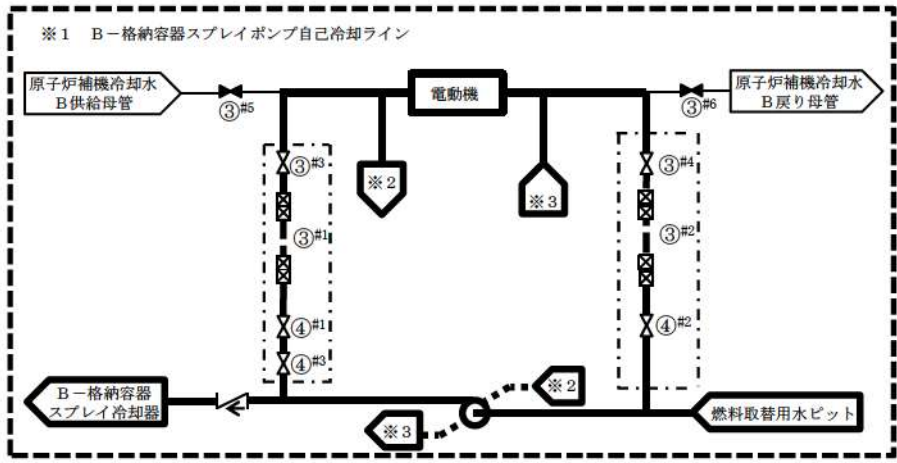 ※1 B－格納容器スプレイポンプ自己冷却ライン
原子炉補機冷却水
B供給母管
③#5
電動機
③#6
原子炉補機冷却水
B戻り母管
③#3
※2
※3
③#4
③#1
③#2
④#1
④#2
④#3
B－格納容器
スプレイ冷却器
※2
※3
燃料取替用水ピット